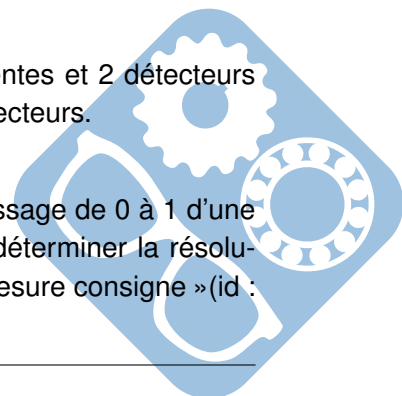 ntes et 2 détecteurs
ecteurs.
ssage de 0 à 1 d'une
déterminer la résolu-
esure consigne »(id :